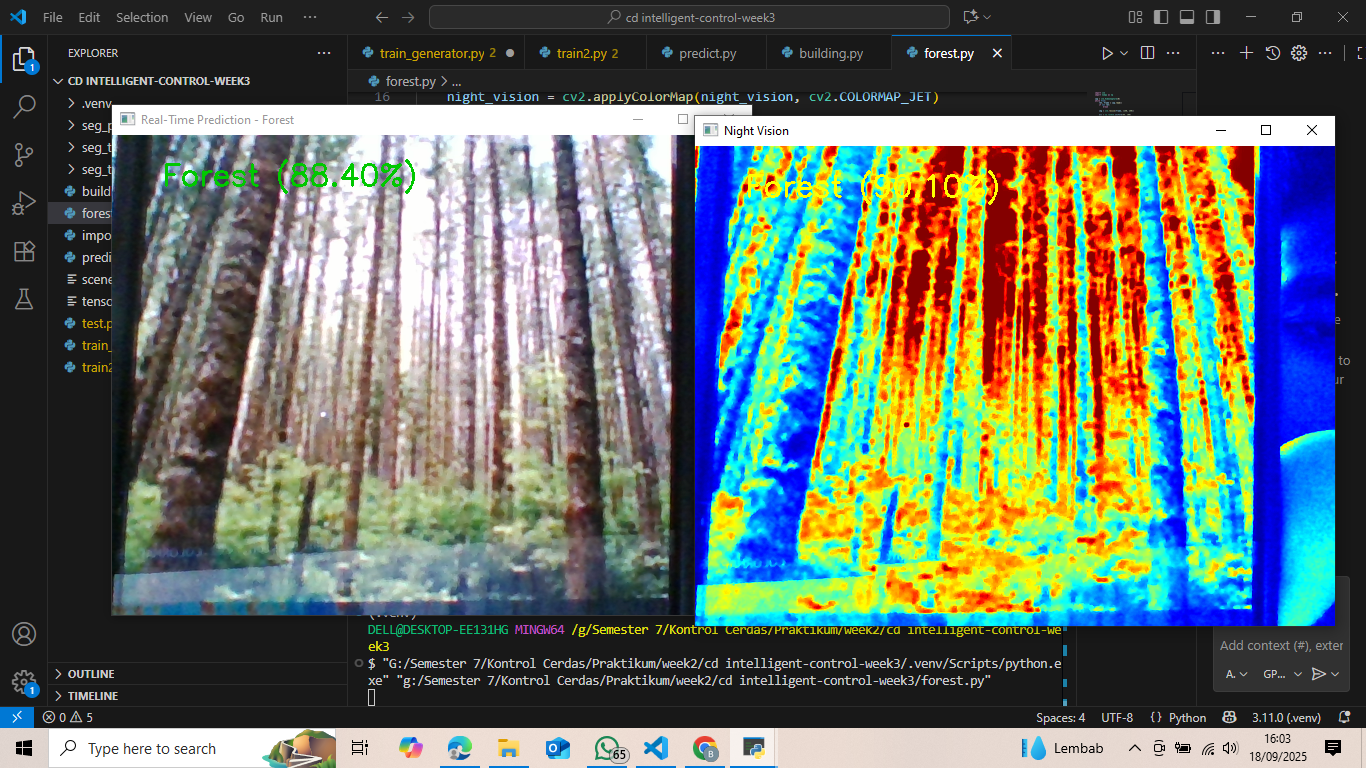 File Edit Selection View Go Run ···
cd intelligent-control-week3
EXPLORER
CD INTELLIGENT-CONTROL-WEEK3
.venv
seg_p
seg_t
seg_t
build
forest
impo
predi
scene
tenso
test.p
train_
train2
train_generator.py 2
train2.py 2
predict.py
building.py
forest.py
forest.py > ...
16 night_vision = cv2.applyColorMap(night_vision, cv2.COLORMAP_JET)
Real-Time Prediction - Forest
Forest (88.40%)
Night Vision
DELL@DESKTOP-EE131HG MINGW64 /g/Semester 7/Kontrol Cerdas/Praktikum/week2/cd intelligent-control-we
ek3
$ "G:/Semester 7/Kontrol Cerdas/Praktikum/week2/cd intelligent-control-week3/.venv/Scripts/python.e
xe" "g:/Semester 7/Kontrol Cerdas/Praktikum/week2/cd intelligent-control-week3/forest.py"
Add context (#), exter
A.
GP...
OUTLINE
TIMELINE
1
1
0 5
Spaces: 4 UTF-8 {} Python 3.11.0 (.venv)
Type here to search
65
Lembab
16:03
18/09/2025